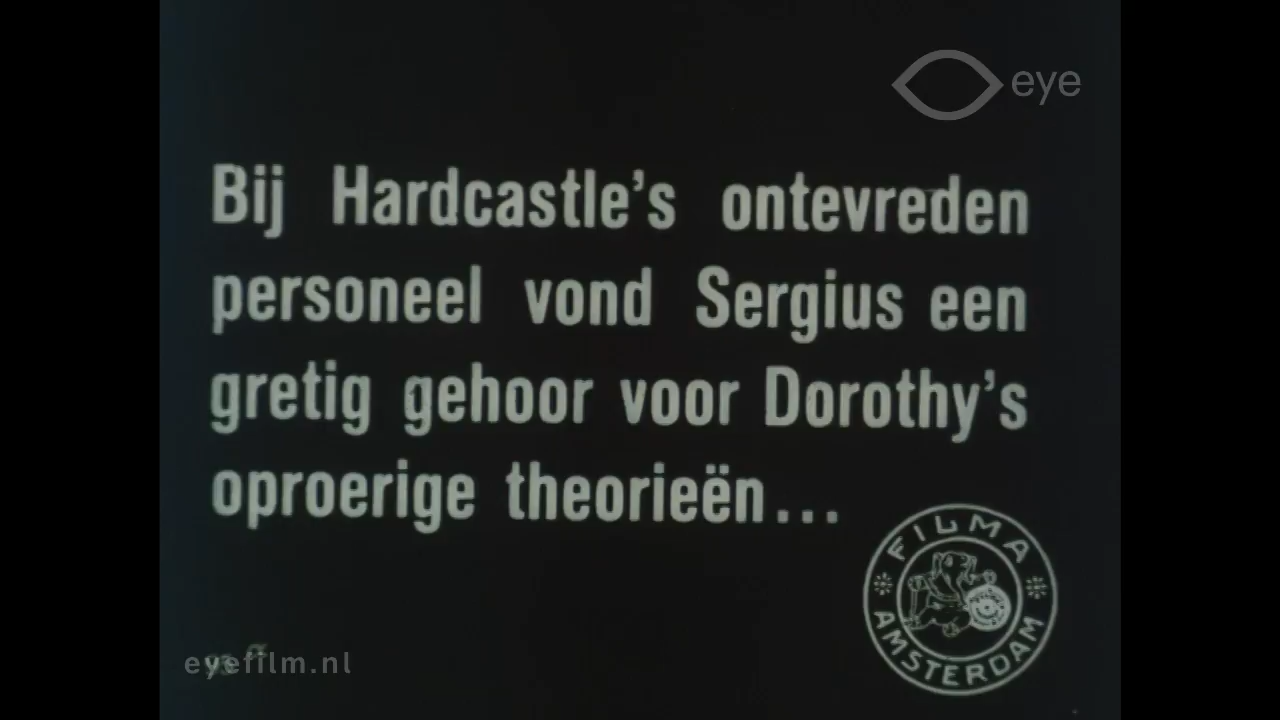 eye
Bij Hardcastle's ontevreden
personeel vond Sergius een
gretig gehoor voor Dorothy's
oproerige theorieën...
FILMA
AMSTERDAM
eyefilm.nl